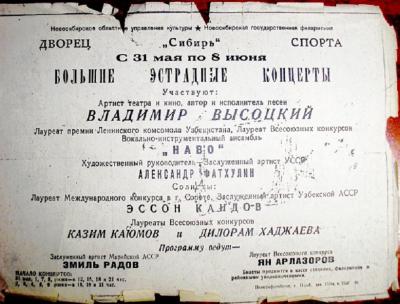 Новосибирское областное управление культуры ★ Новосибирская государственная филармония
ДВОРЕЦ „Сибирь" СПОРТА
С 31 мая по 8 июня
БОЛЬШИЕ ЭСТРАДНЫЕ КОНЦЕРТЫ
Участвуют:
Артист театра и кино, автор и исполнитель песен
ВЛАДИМИР ВЫСОЦКИЙ
Лауреат премии Ленинского комсомола Узбекистана, Лауреат Всесоюзных конкурсов
Вокально-инструментальный ансамбль
„НАВО"
Художественный руководитель Заслуженный артист УССР
АЛЕКСАНДР ФАТХУЛИН
Солисты:
Лауреат Международного конкурса в г. Сопоте, Заслуженный артист Узбекской АССР
ЭССОН КАНДОВ
Лауреаты Всесоюзных конкурсов
КАЗИМ КАЮМОВ и ДИЛОРАМ ХАДЖАЕВА
Программу ведут—
Заслуженный артист Марийской АССР
ЭМИЛЬ РАДОВ
Лауреат Всесоюзного конкурса
ЯН АРЛАЗОРОВ
НАЧАЛО КОНЦЕРТОВ:
Билеты продаются в кассе